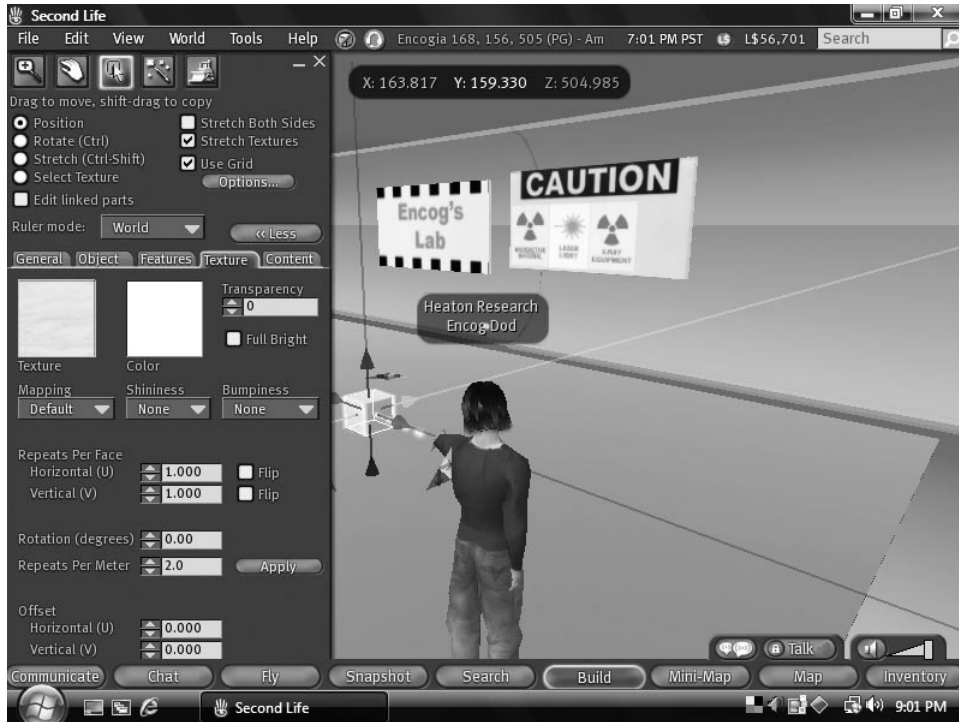 Second Life
File Edit View World Tools Help Encogia 168, 156, 505 (PG) - Am 7:01 PM PST L$56,701 Search
X: 163.817 Y: 159.330 Z: 504.985
Drag to move, shift-drag to copy
Position Stretch Both Sides
Rotate (Ctrl) Stretch Textures
Stretch (Ctrl-Shift) Use Grid
Select Texture Options...
Edit linked parts
Ruler mode: World << Less
General Object Features Texture Content
Transparency
0
Full Bright
Texture Color
Mapping Shininess Bumpiness
Default None None
Repeats Per Face
Horizontal (U) 1.000 Flip
Vertical (V) 1.000 Flip
Rotation (degrees) 0.00
Repeats Per Meter 2.0 Apply
Offset
Horizontal (U) 0.000
Vertical (V) 0.000
Encog's
Lab
CAUTION
RADIOACTIVE
MATERIAL
LASER
LIGHT
X-RAY
EQUIPMENT
Heaton Research
Encog Dod
Talk
Communicate Chat Fly Snapshot Search Build Mini-Map Map Inventory
Second Life 9:01 PM